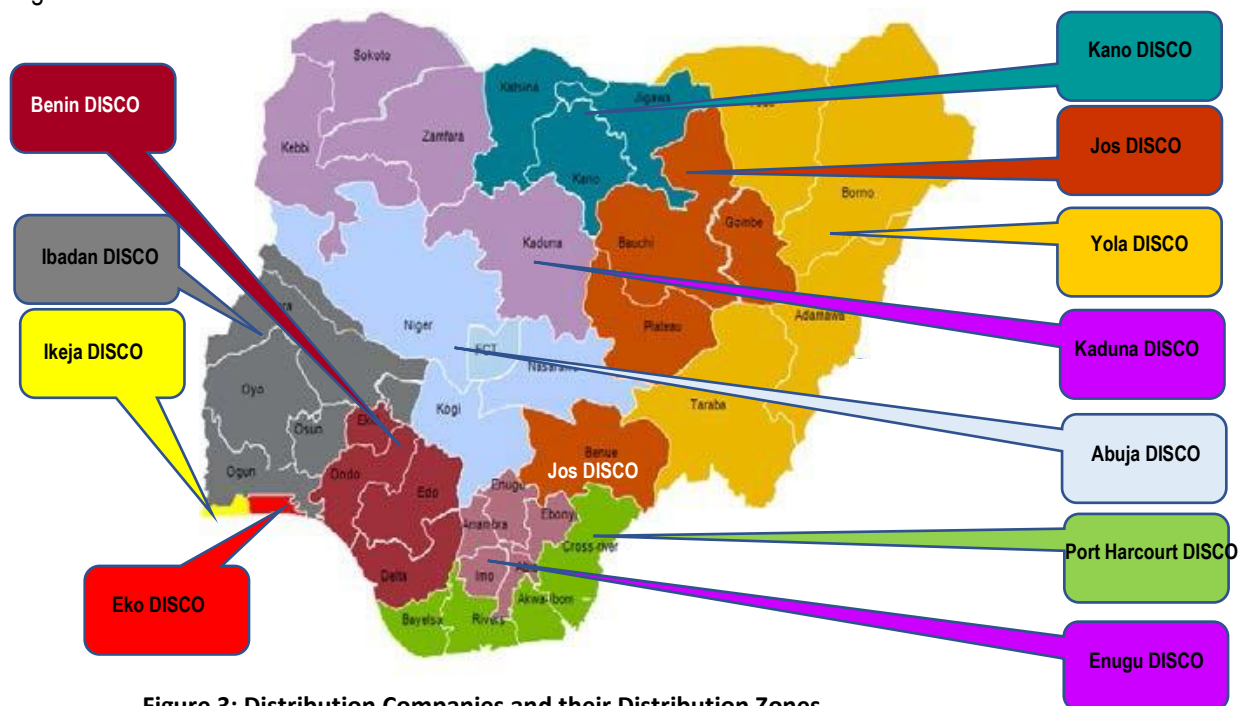 Kano DISCO
Sokoto
Katsina
Benin DISCO
Jigawa
Zamfara
Kebbi
Jos DISCO
Kano
Borno
Gombe
Kaduna
Bauchi
Yola DISCO
Ibadan DISCO
Adamawa
Niger
Plateau
Ikeja DISCO
FCT
Kaduna DISCO
Oyo
Kogi
Taraba
Osun
Abuja DISCO
Benue
Jos DISCO
Ogun
Ondo
Enugu
Edo
Ebony
Anambra
Cross-river
Port Harcourt DISCO
Imo
Delta
Eko DISCO
Akwa-Ibom
Bayelsa
Rivers
Enugu DISCO
Figure 3: Distribution Companies and their Distribution Zones